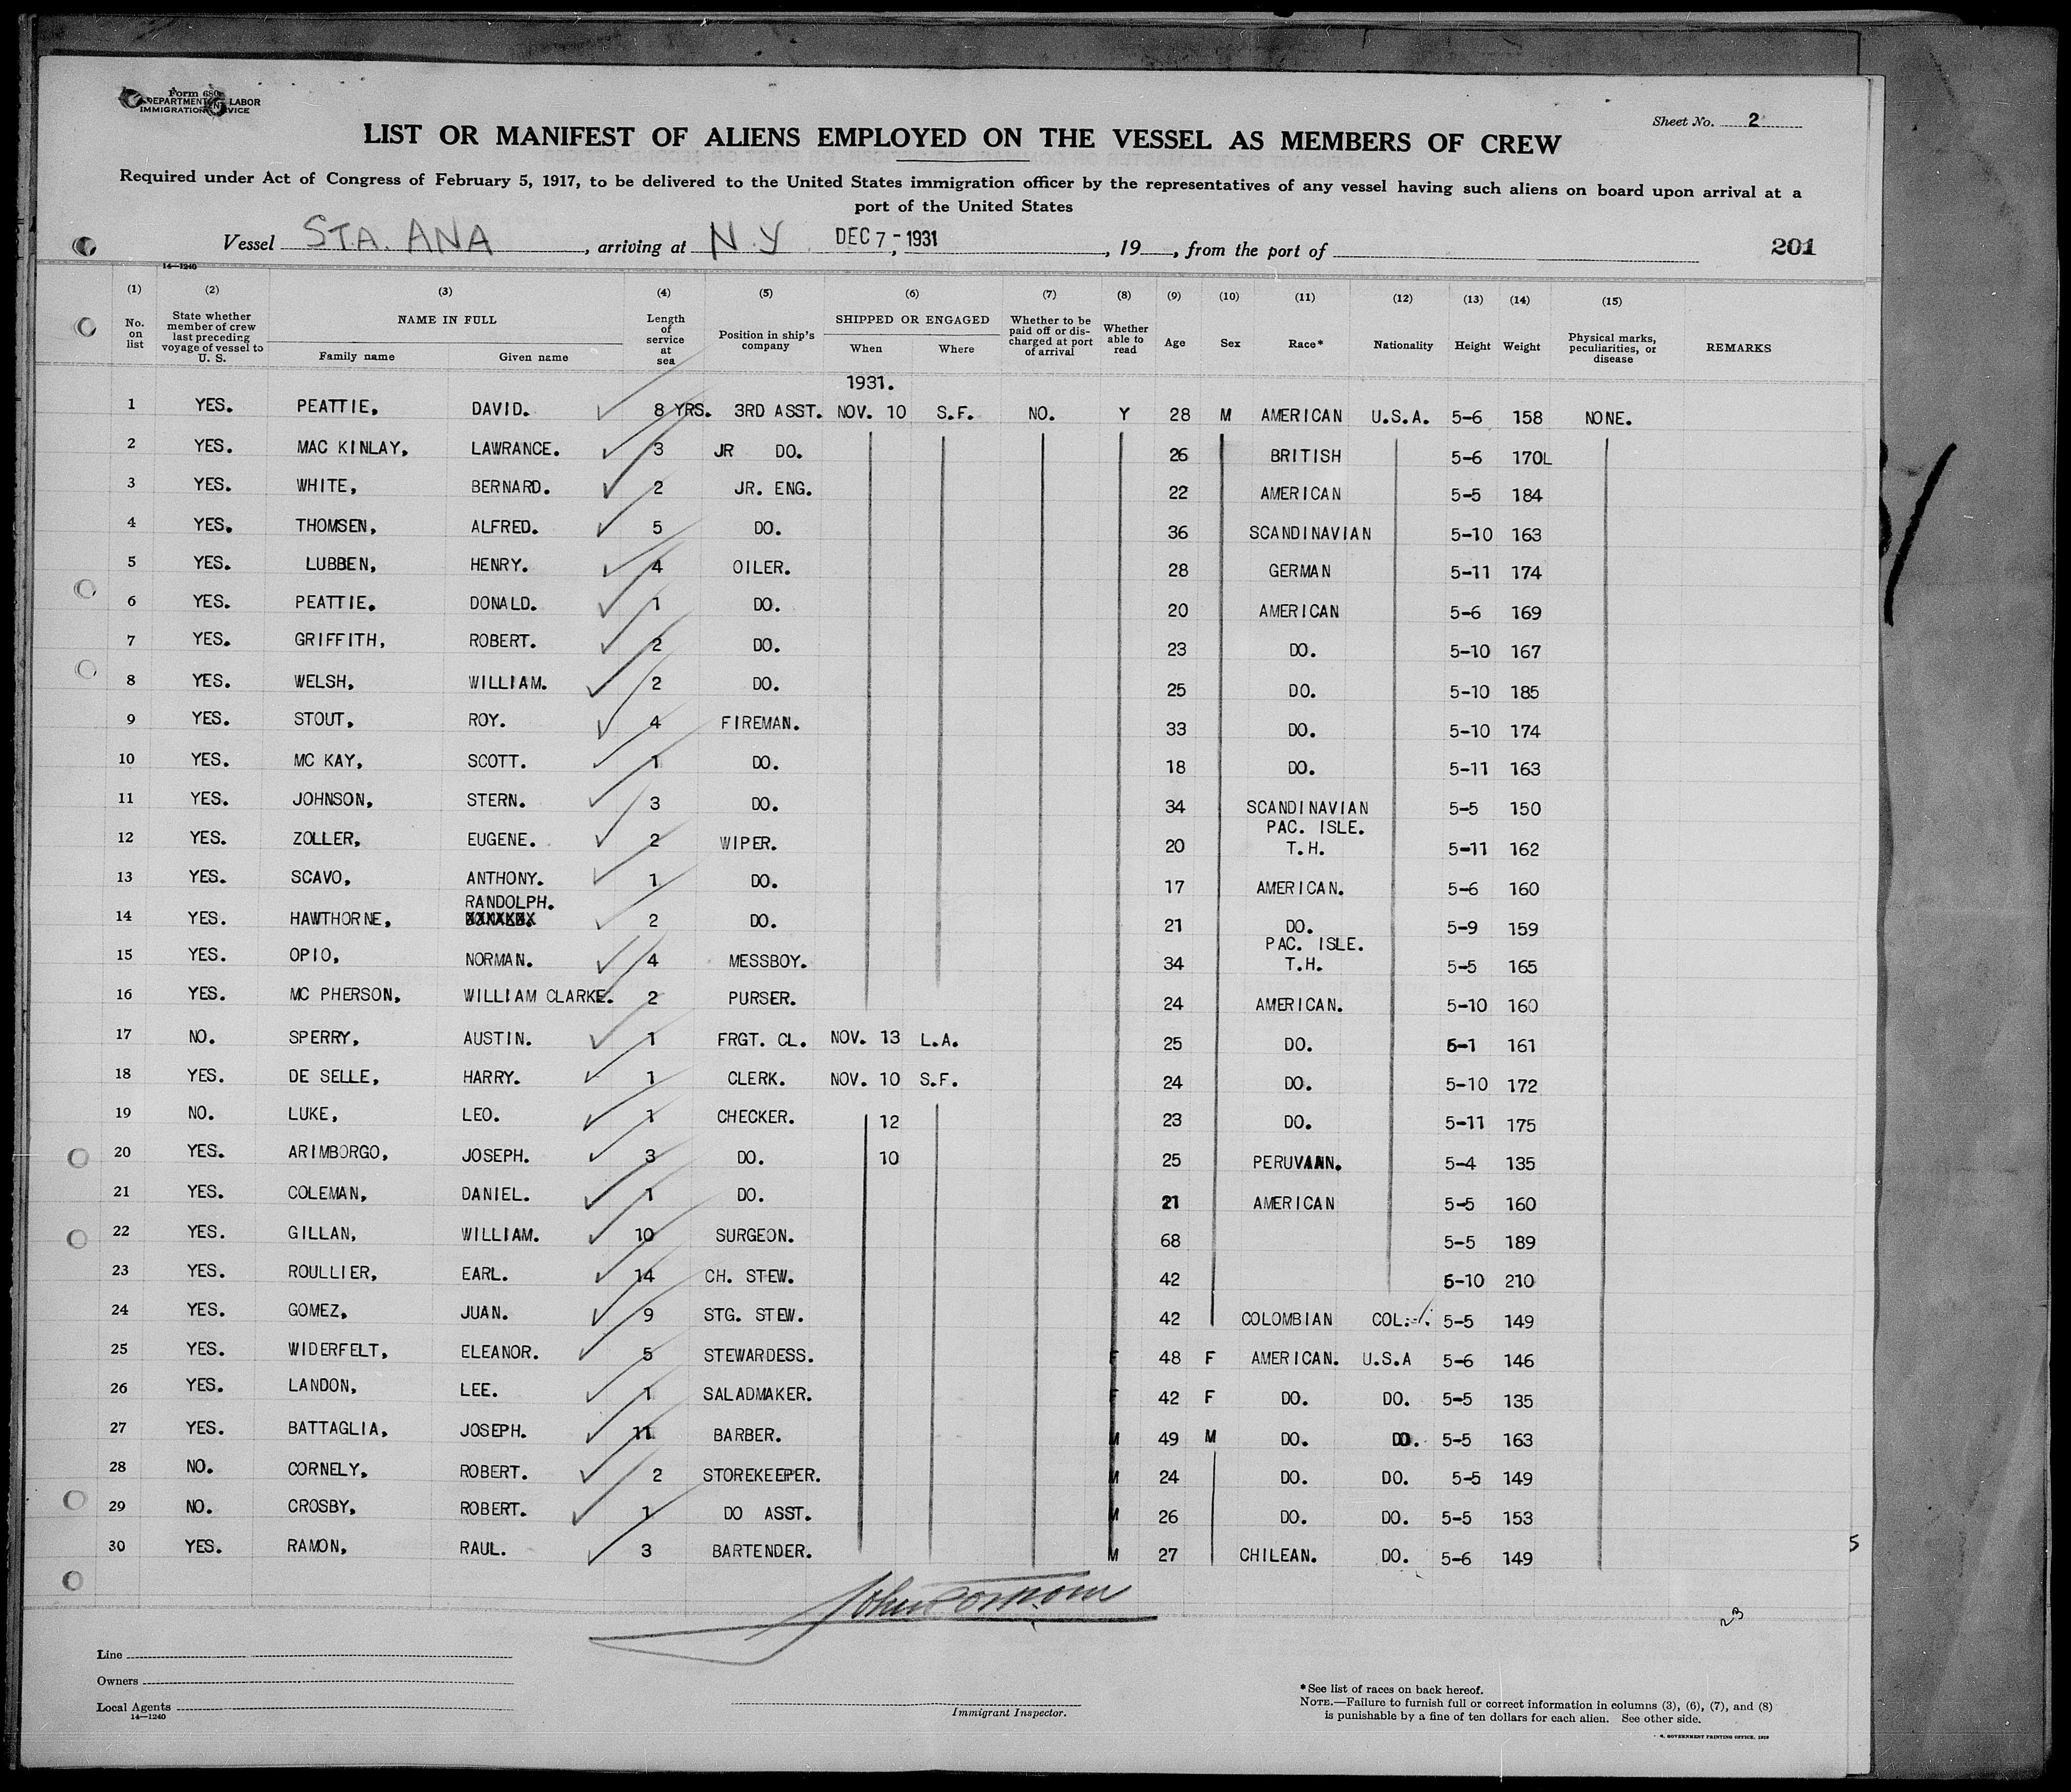 Form 680
DEPARTMENT OF LABOR
IMMIGRATION SERVICE
Sheet No. 2
LIST OR MANIFEST OF ALIENS EMPLOYED ON THE VESSEL AS MEMBERS OF CREW
Required under Act of Congress of February 5, 1917, to be delivered to the United States immigration officer by the representatives of any vessel having such aliens on board upon arrival at a
port of the United States
Vessel STA. ANA, arriving at N.Y. DEC 7 - 1931, 19, from the port of 201
14—1240
(1) (2) (3) (4) (5) (6) (7) (8) (9) (10) (11) (12) (13) (14) (15)
No. on list State whether member of crew last preceding voyage of vessel to U. S. NAME IN FULL Family name Given name Length of service at sea Position in ship's company SHIPPED OR ENGAGED When Where Whether to be paid off or discharged at port of arrival Whether able to read Age Sex Race* Nationality Height Weight Physical marks, peculiarities, or disease REMARKS
1931.
1 YES. PEATTIE, DAVID. 8 YRS. 3RD ASST. NOV. 10 S.F. NO. Y 28 M AMERICAN U.S.A. 5-6 158 NONE.
2 YES. MAC KINLAY, LAWRANCE. 3 JR DO. 26 BRITISH 5-6 170L
3 YES. WHITE, BERNARD. 2 JR. ENG. 22 AMERICAN 5-5 184
4 YES. THOMSEN, ALFRED. 5 DO. 36 SCANDINAVIAN 5-10 163
5 YES. LUBBEN, HENRY. 4 OILER. 28 GERMAN 5-11 174
6 YES. PEATTIE. DONALD. 1 DO. 20 AMERICAN 5-6 169
7 YES. GRIFFITH, ROBERT. 2 DO. 23 DO. 5-10 167
8 YES. WELSH, WILLIAM. 2 DO. 25 DO. 5-10 185
9 YES. STOUT, ROY. 4 FIREMAN. 33 DO. 5-10 174
10 YES. MC KAY, SCOTT. 1 DO. 18 DO. 5-11 163
11 YES. JOHNSON, STERN. 3 DO. 34 SCANDINAVIAN 5-5 150
PAC. ISLE.
12 YES. ZOLLER, EUGENE. 2 WIPER. 20 T.H. 5-11 162
13 YES. SCAVO, ANTHONY. 1 DO. 17 AMERICAN. 5-6 160
RANDOLPH.
14 YES. HAWTHORNE, 2 DO. 21 DO. 5-9 159
PAC. ISLE.
15 YES. OPIO, NORMAN. 4 MESSBOY. 34 T.H. 5-5 165
16 YES. MC PHERSON, WILLIAM CLARKE. 2 PURSER. 24 AMERICAN. 5-10 160
17 NO. SPERRY, AUSTIN. 1 FRGT. CL. NOV. 13 L.A. 25 DO. 6-1 161
18 YES. DE SELLE, HARRY. 1 CLERK. NOV. 10 S.F. 24 DO. 5-10 172
19 NO. LUKE, LEO. 1 CHECKER. 12 23 DO. 5-11 175
20 YES. ARIMBORGO, JOSEPH. 3 DO. 10 25 PERUVIAN. 5-4 135
21 YES. COLEMAN, DANIEL. 1 DO. 21 AMERICAN 5-5 160
22 YES. GILLAN, WILLIAM. 10 SURGEON. 68 5-5 189
23 YES. ROULLIER, EARL. 14 CH. STEW. 42 5-10 210
24 YES. GOMEZ, JUAN. 9 STG. STEW. 42 COLOMBIAN COL. 5-5 149
25 YES. WIDERFELT, ELEANOR. 5 STEWARDESS. F 48 F AMERICAN. U.S.A 5-6 146
26 YES. LANDON, LEE. 1 SALADMAKER. F 42 F DO. DO. 5-5 135
27 YES. BATTAGLIA, JOSEPH. 11 BARBER. M 49 M DO. DO. 5-5 163
28 NO. CORNELY, ROBERT. 2 STOREKEEPER. M 24 DO. DO. 5-5 149
29 NO. CROSBY, ROBERT. 1 DO ASST. M 26 DO. DO. 5-5 153
30 YES. RAMON, RAUL. 3 BARTENDER. M 27 CHILEAN. DO. 5-6 149
5
23
Line
Owners
Local Agents
14—1240
Immigrant Inspector.
*See list of races on back hereof.
NOTE.—Failure to furnish full or correct information in columns (3), (6), (7), and (8)
is punishable by a fine of ten dollars for each alien. See other side.
GOVERNMENT PRINTING OFFICE